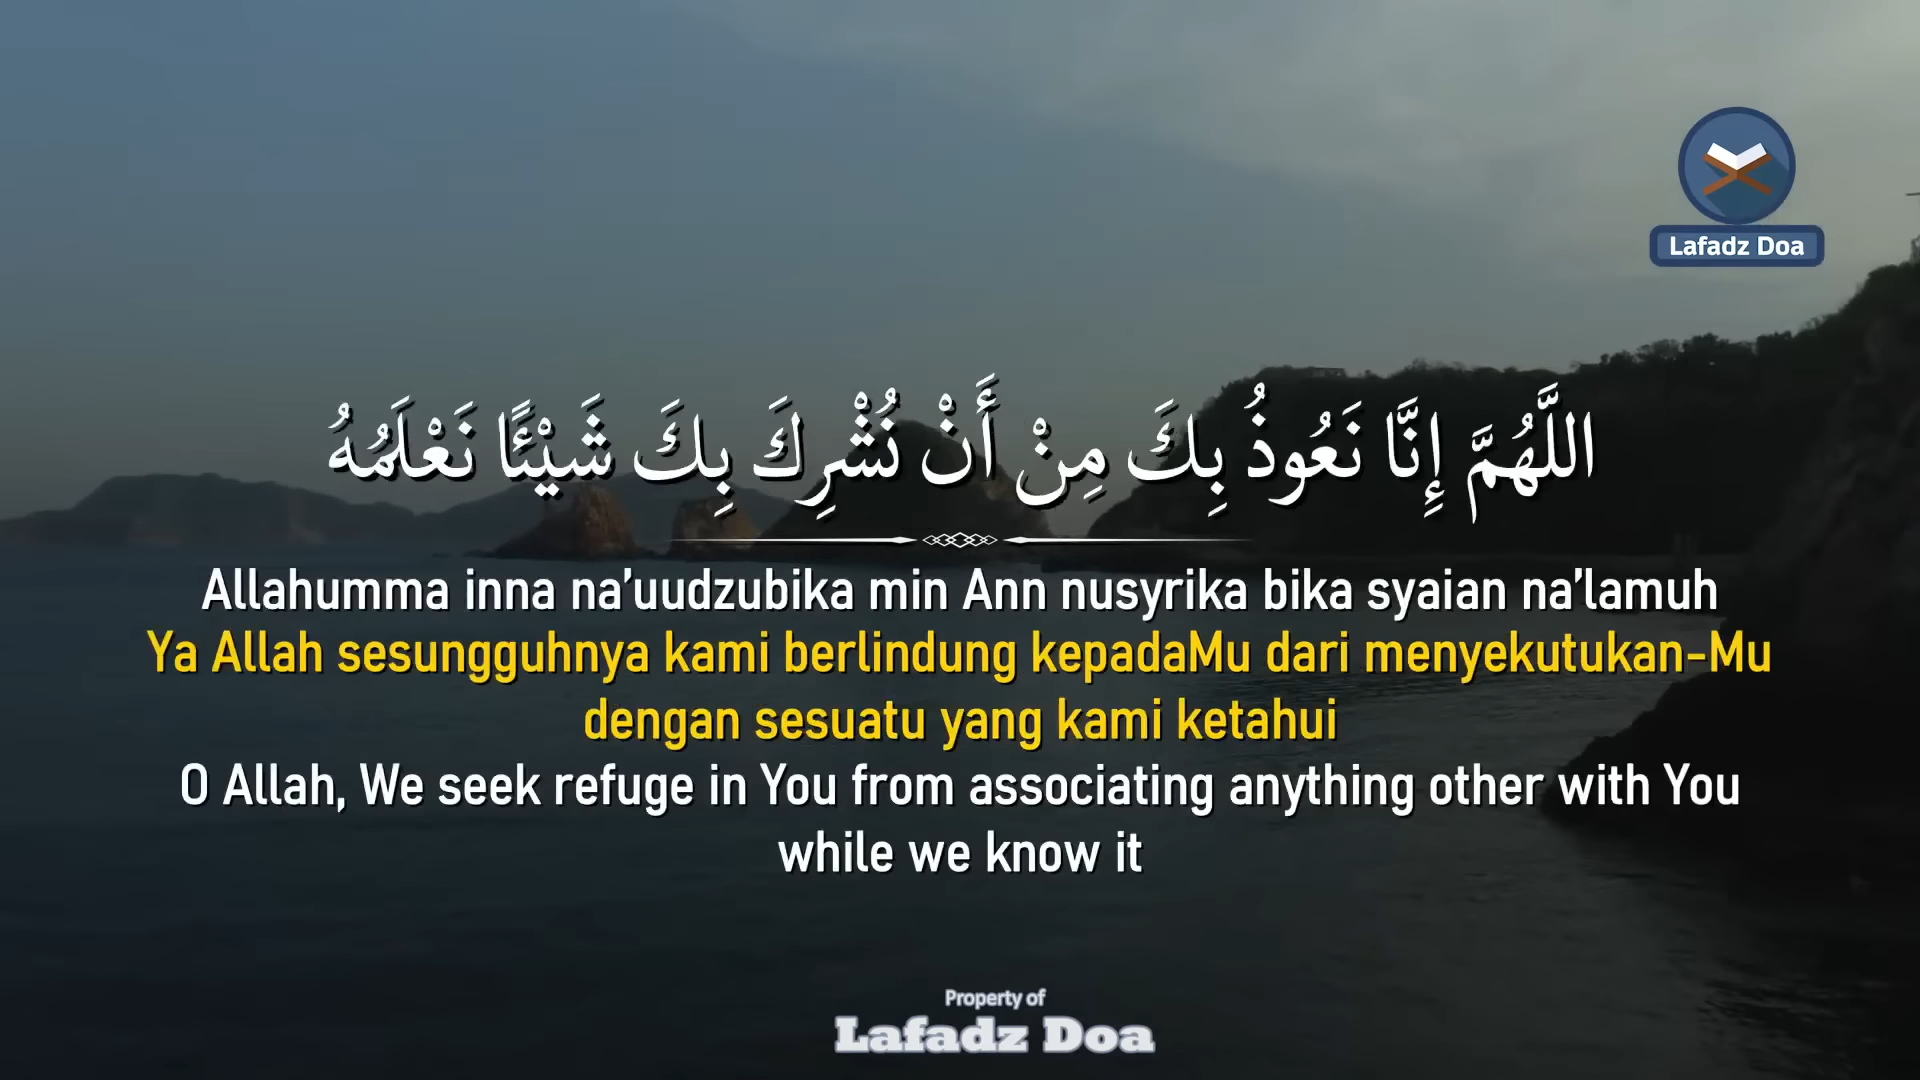 Lafadz Doa
اللَّهُمَّ إِنَّا نَعُوذُ بِكَ مِنْ أَنْ نُشْرِكَ بِكَ شَيْئًا نَعْلَمُهُ
Allahumma inna na’uudzubika min Ann nusyrika bika syaian na’lamuh
Ya Allah sesungguhnya kami berlindung kepadaMu dari menyekutukan-Mu
dengan sesuatu yang kami ketahui
O Allah, We seek refuge in You from associating anything other with You
while we know it
Property of
Lafadz Doa